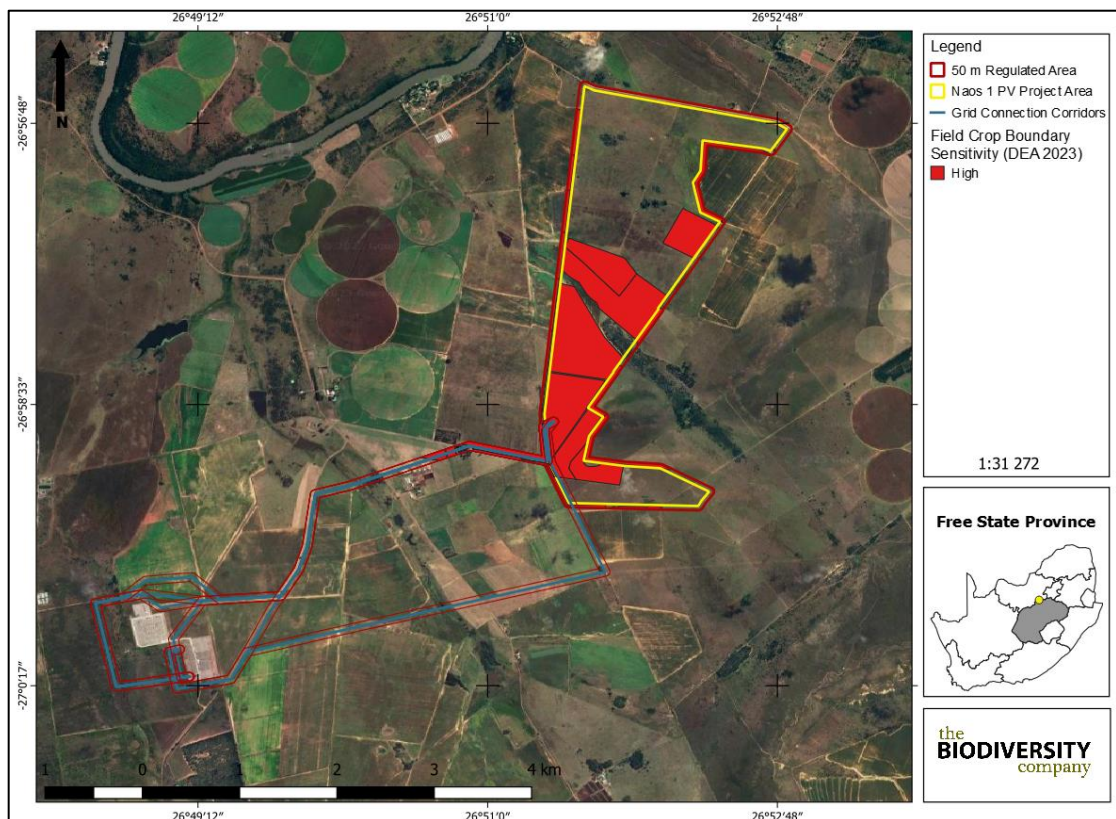 26°49′12″ 26°51′0″ 26°52′48″
-26°56′48″
-26°58′33″
-27°0′17″
N
1 0 1 2 3 4 km
26°49′12″ 26°51′0″ 26°52′48″
Legend
50 m Regulated Area
Naos 1 PV Project Area
Grid Connection Corridors
Field Crop Boundary
Sensitivity (DEA 2023)
High
1:31 272
Free State Province
the
BIODIVERSITY
company